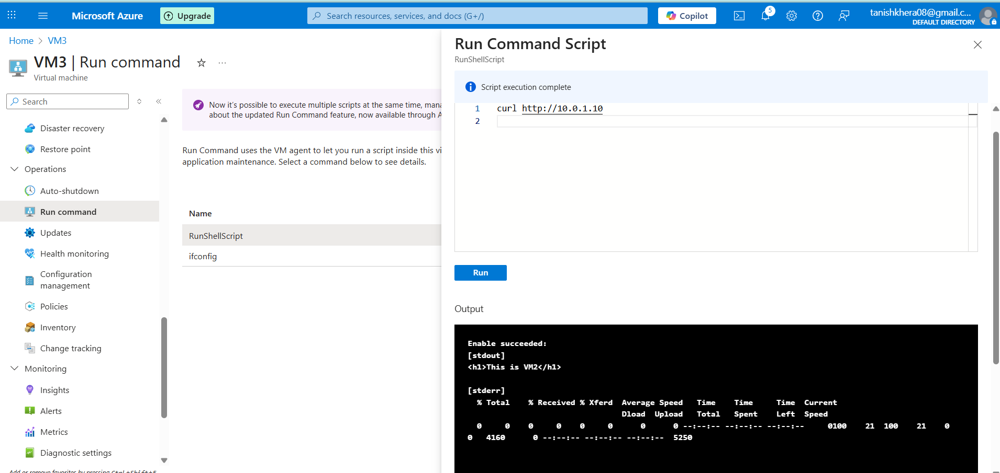 Microsoft Azure
Upgrade
Search resources, services, and docs (G+/)
Copilot
5
tanishkhera08@gmail.c...
DEFAULT DIRECTORY
Home > VM3
VM3 | Run command
...
Virtual machine
Search
Disaster recovery
Restore point
Operations
Auto-shutdown
Run command
Updates
Health monitoring
Configuration
management
Policies
Inventory
Change tracking
Monitoring
Insights
Alerts
Metrics
Diagnostic settings
Add or remove favorites by pressing Ctrl+Shift+F
Now it's possible to execute multiple scripts at the same time, mana
about the updated Run Command feature, now available through A
Run Command uses the VM agent to let you run a script inside this vi
application maintenance. Select a command below to see details.
Name
RunShellScript
ifconfig
Run Command Script
RunShellScript
Script execution complete
1 curl http://10.0.1.10
2
Run
Output
Enable succeeded:
[stdout]
<h1>This is VM2</h1>
[stderr]
% Total % Received % Xferd Average Speed Time Time Time Current
Dload Upload Total Spent Left Speed
0 0 0 0 0 0 0 0 --:--:-- --:--:-- --:--:-- 0100 21 100 21 0
0 4160 0 --:--:-- --:--:-- --:--:-- 5250